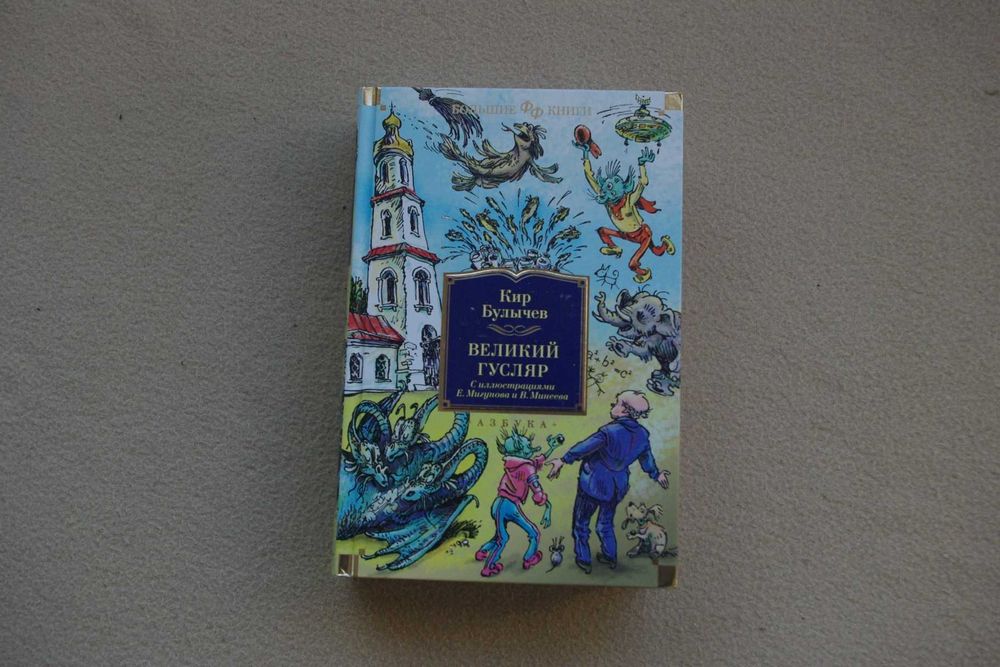 БОЛЬШИЕ ФФ КНИГИ
Кир
Булычев
ВЕЛИКИЙ
ГУСЛЯР
С иллюстрациями
Е. Мигунова и В. Минеева
АЗБУКА